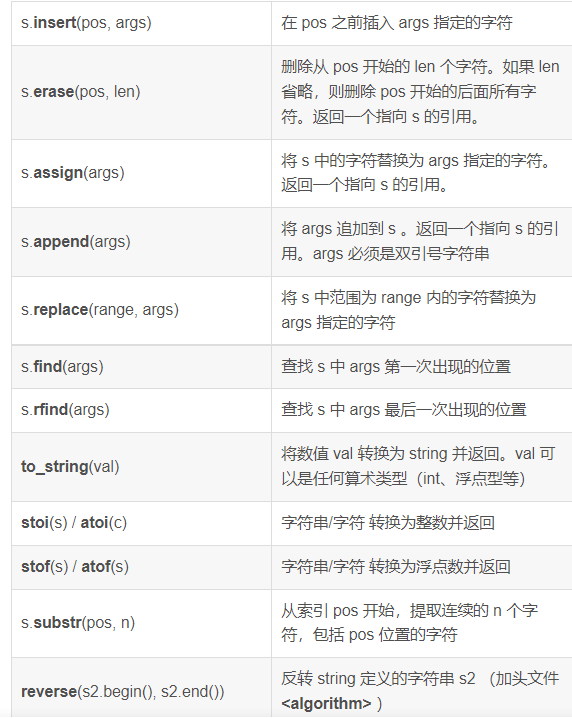 s.insert(pos, args)
在 pos 之前插入 args 指定的字符
s.erase(pos, len)
删除从 pos 开始的 len 个字符。如果 len
省略，则删除 pos 开始的后面所有字
符。返回一个指向 s 的引用。
s.assign(args)
将 s 中的字符替换为 args 指定的字符。
返回一个指向 s 的引用。
s.append(args)
将 args 追加到 s 。返回一个指向 s 的引
用。args 必须是双引号字符串
s.replace(range, args)
将 s 中范围为 range 内的字符替换为
args 指定的字符
s.find(args)
查找 s 中 args 第一次出现的位置
s.rfind(args)
查找 s 中 args 最后一次出现的位置
to_string(val)
将数值 val 转换为 string 并返回。val 可
以是任何算术类型（int、浮点型等）
stoi(s) / atoi(c)
字符串/字符 转换为整数并返回
stof(s) / atof(s)
字符串/字符 转换为浮点数并返回
s.substr(pos, n)
从索引 pos 开始，提取连续的 n 个字
符，包括 pos 位置的字符
reverse(s2.begin(), s2.end())
反转 string 定义的字符串 s2 （加头文件
<algorithm> ）